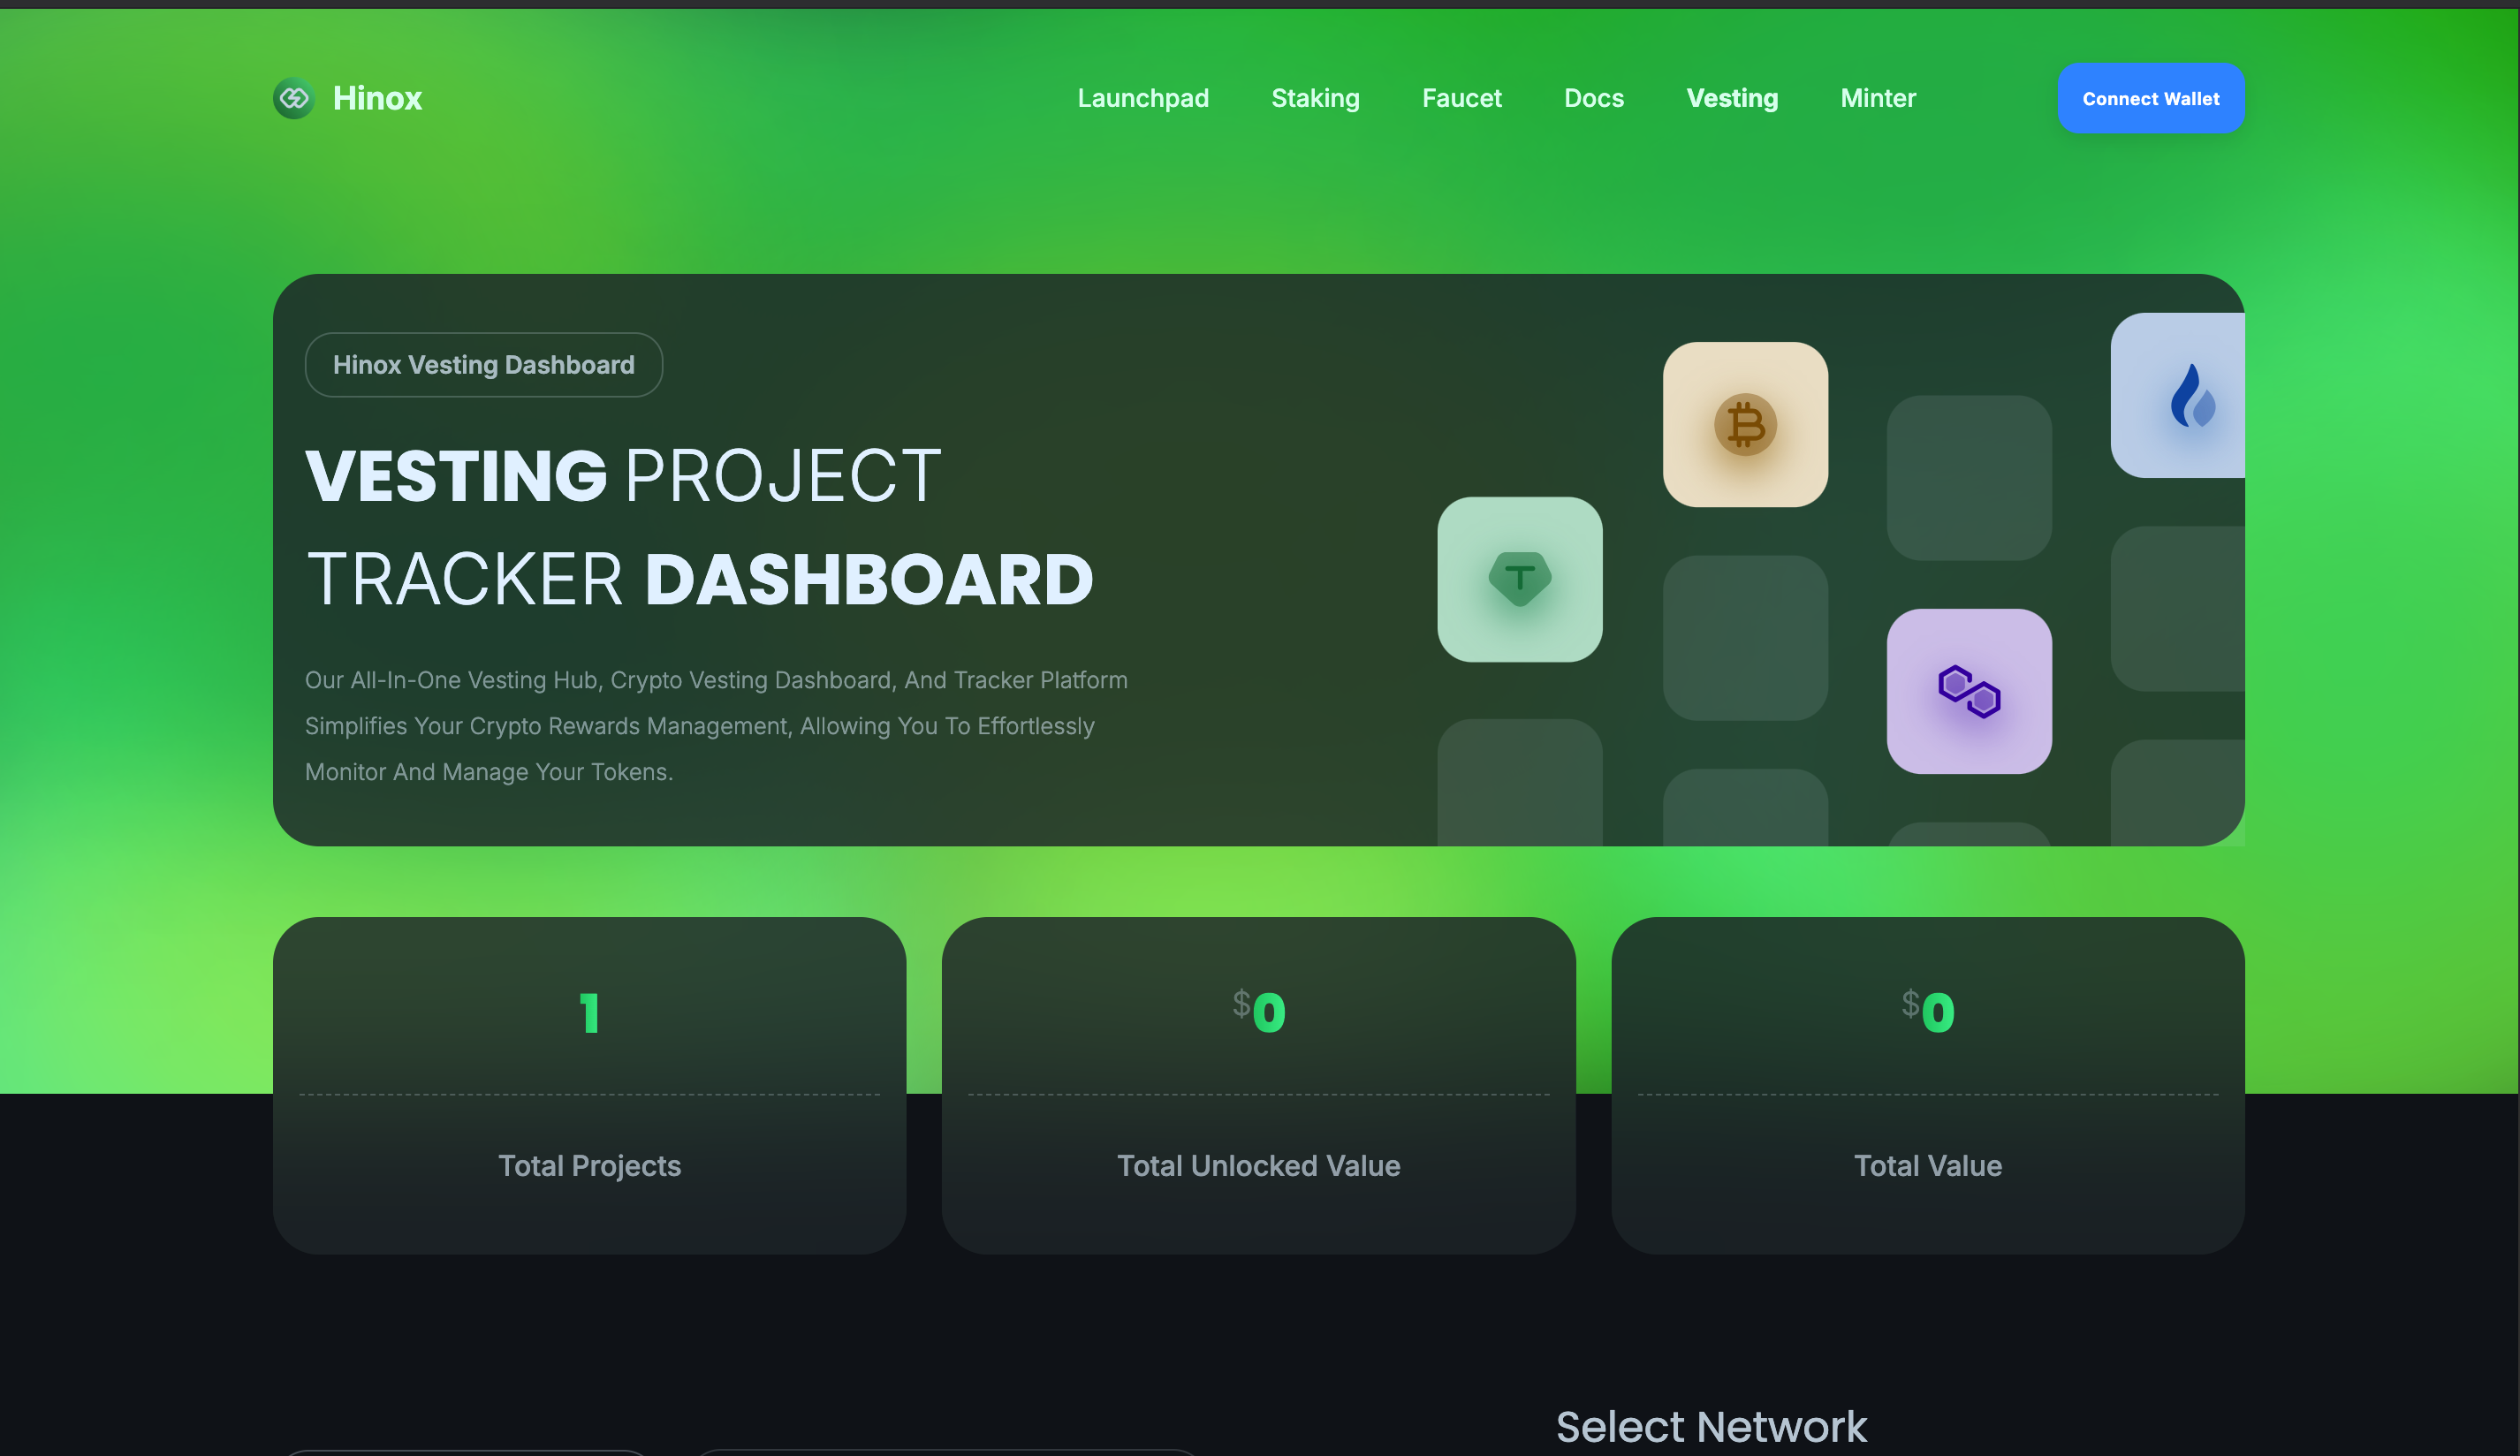 Hinox
Launchpad Staking Faucet Docs Vesting Minter
Connect Wallet
Hinox Vesting Dashboard
VESTING PROJECT
TRACKER DASHBOARD
Our All-In-One Vesting Hub, Crypto Vesting Dashboard, And Tracker Platform
Simplifies Your Crypto Rewards Management, Allowing You To Effortlessly
Monitor And Manage Your Tokens.
1
Total Projects
$0
Total Unlocked Value
$0
Total Value
Select Network